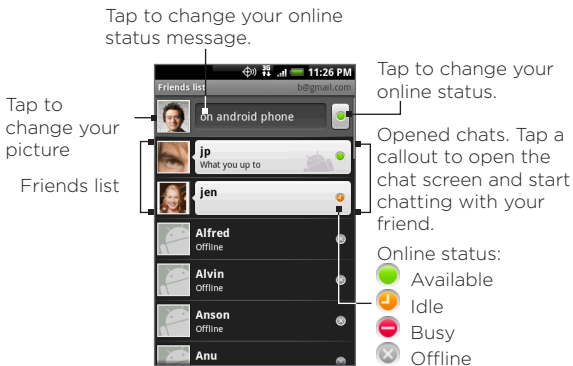 Tap to change your online
status message.
3G
11:26 PM
Friends list
b@gmail.com
Tap to
change your
picture
on android phone
Tap to change your
online status.
Friends list
jp
What you up to
jen
Opened chats. Tap a
callout to open the
chat screen and start
chatting with your
friend.
Alfred
Offline
Alvin
Offline
Anson
Offline
Anu
Online status:
Available
Idle
Busy
Offline